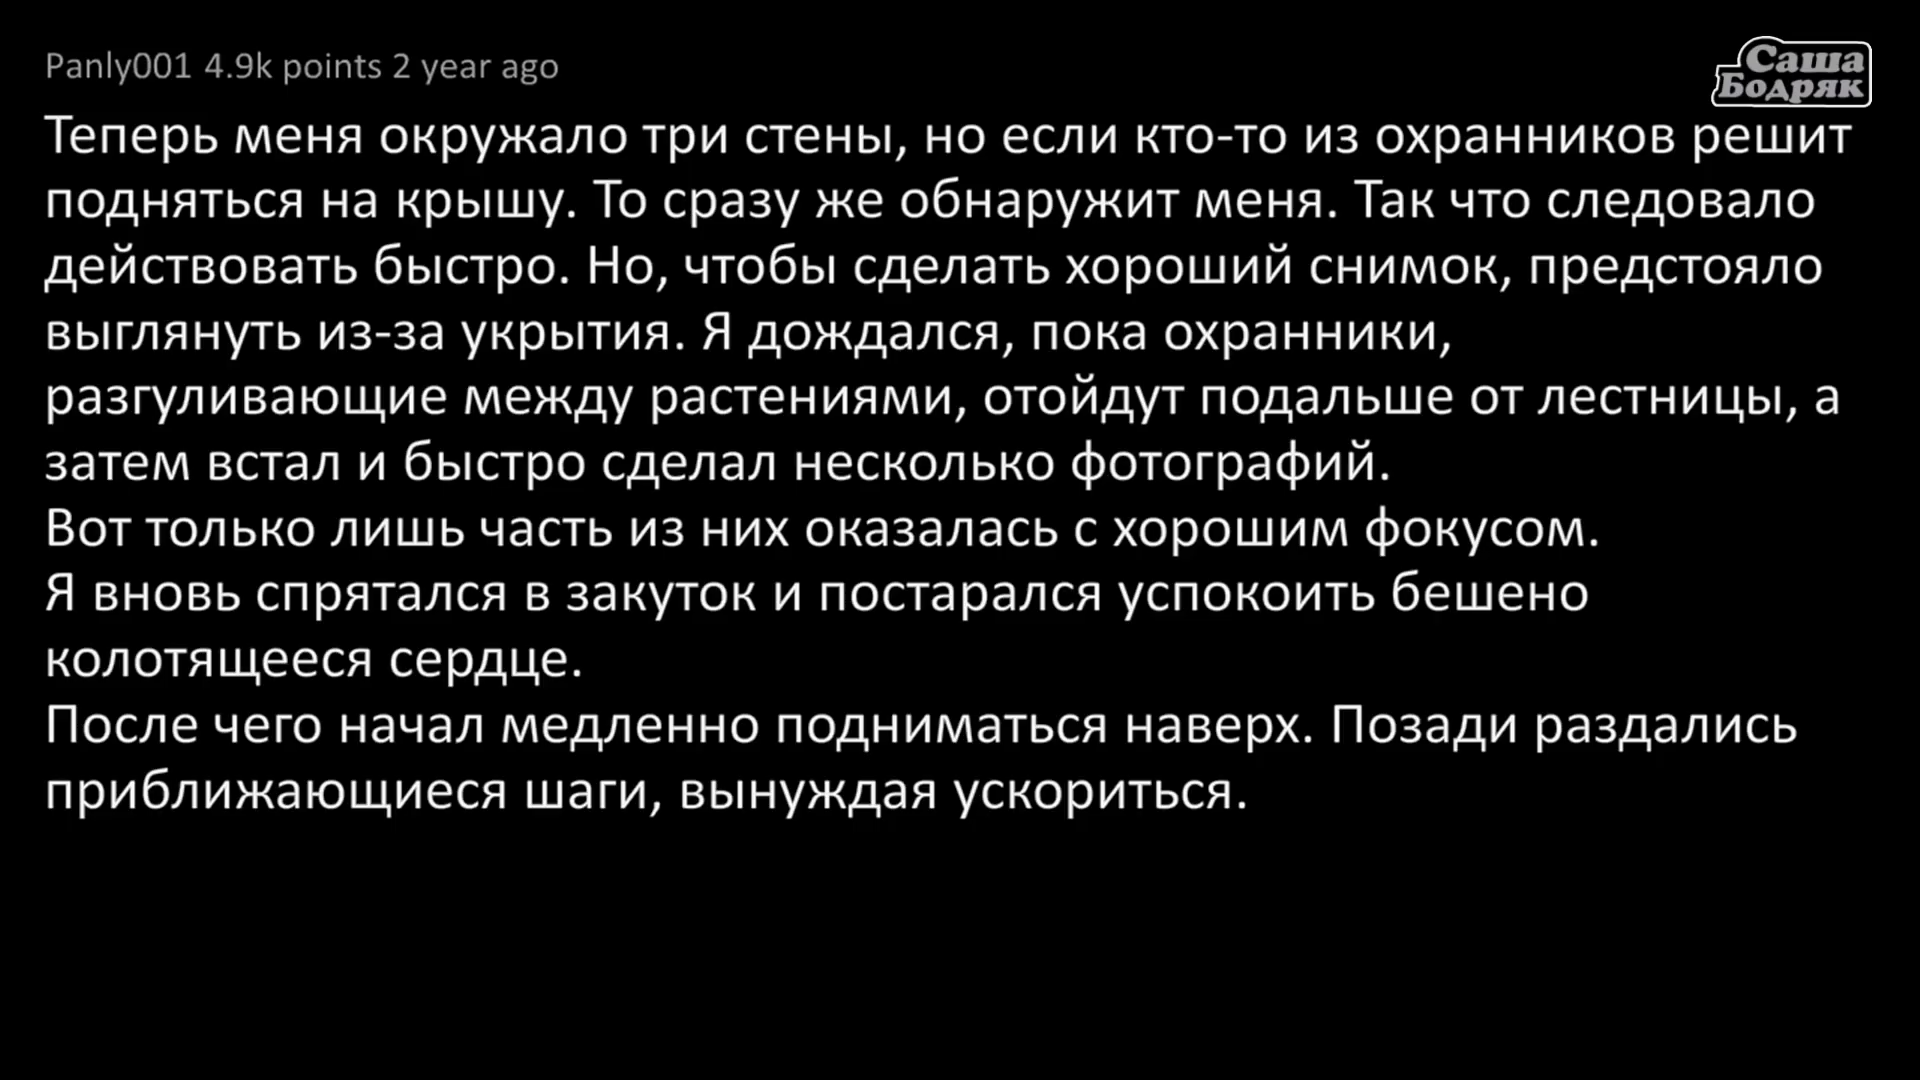 Panly001 4.9k points 2 year ago
Саша
Бодряк
Теперь меня окружало три стены, но если кто-то из охранников решит
подняться на крышу. То сразу же обнаружит меня. Так что следовало
действовать быстро. Но, чтобы сделать хороший снимок, предстояло
выглянуть из-за укрытия. Я дождался, пока охранники,
разгуливающие между растениями, отойдут подальше от лестницы, а
затем встал и быстро сделал несколько фотографий.
Вот только лишь часть из них оказалась с хорошим фокусом.
Я вновь спрятался в закуток и постарался успокоить бешено
колотящееся сердце.
После чего начал медленно подниматься наверх. Позади раздались
приближающиеся шаги, вынуждая ускориться.